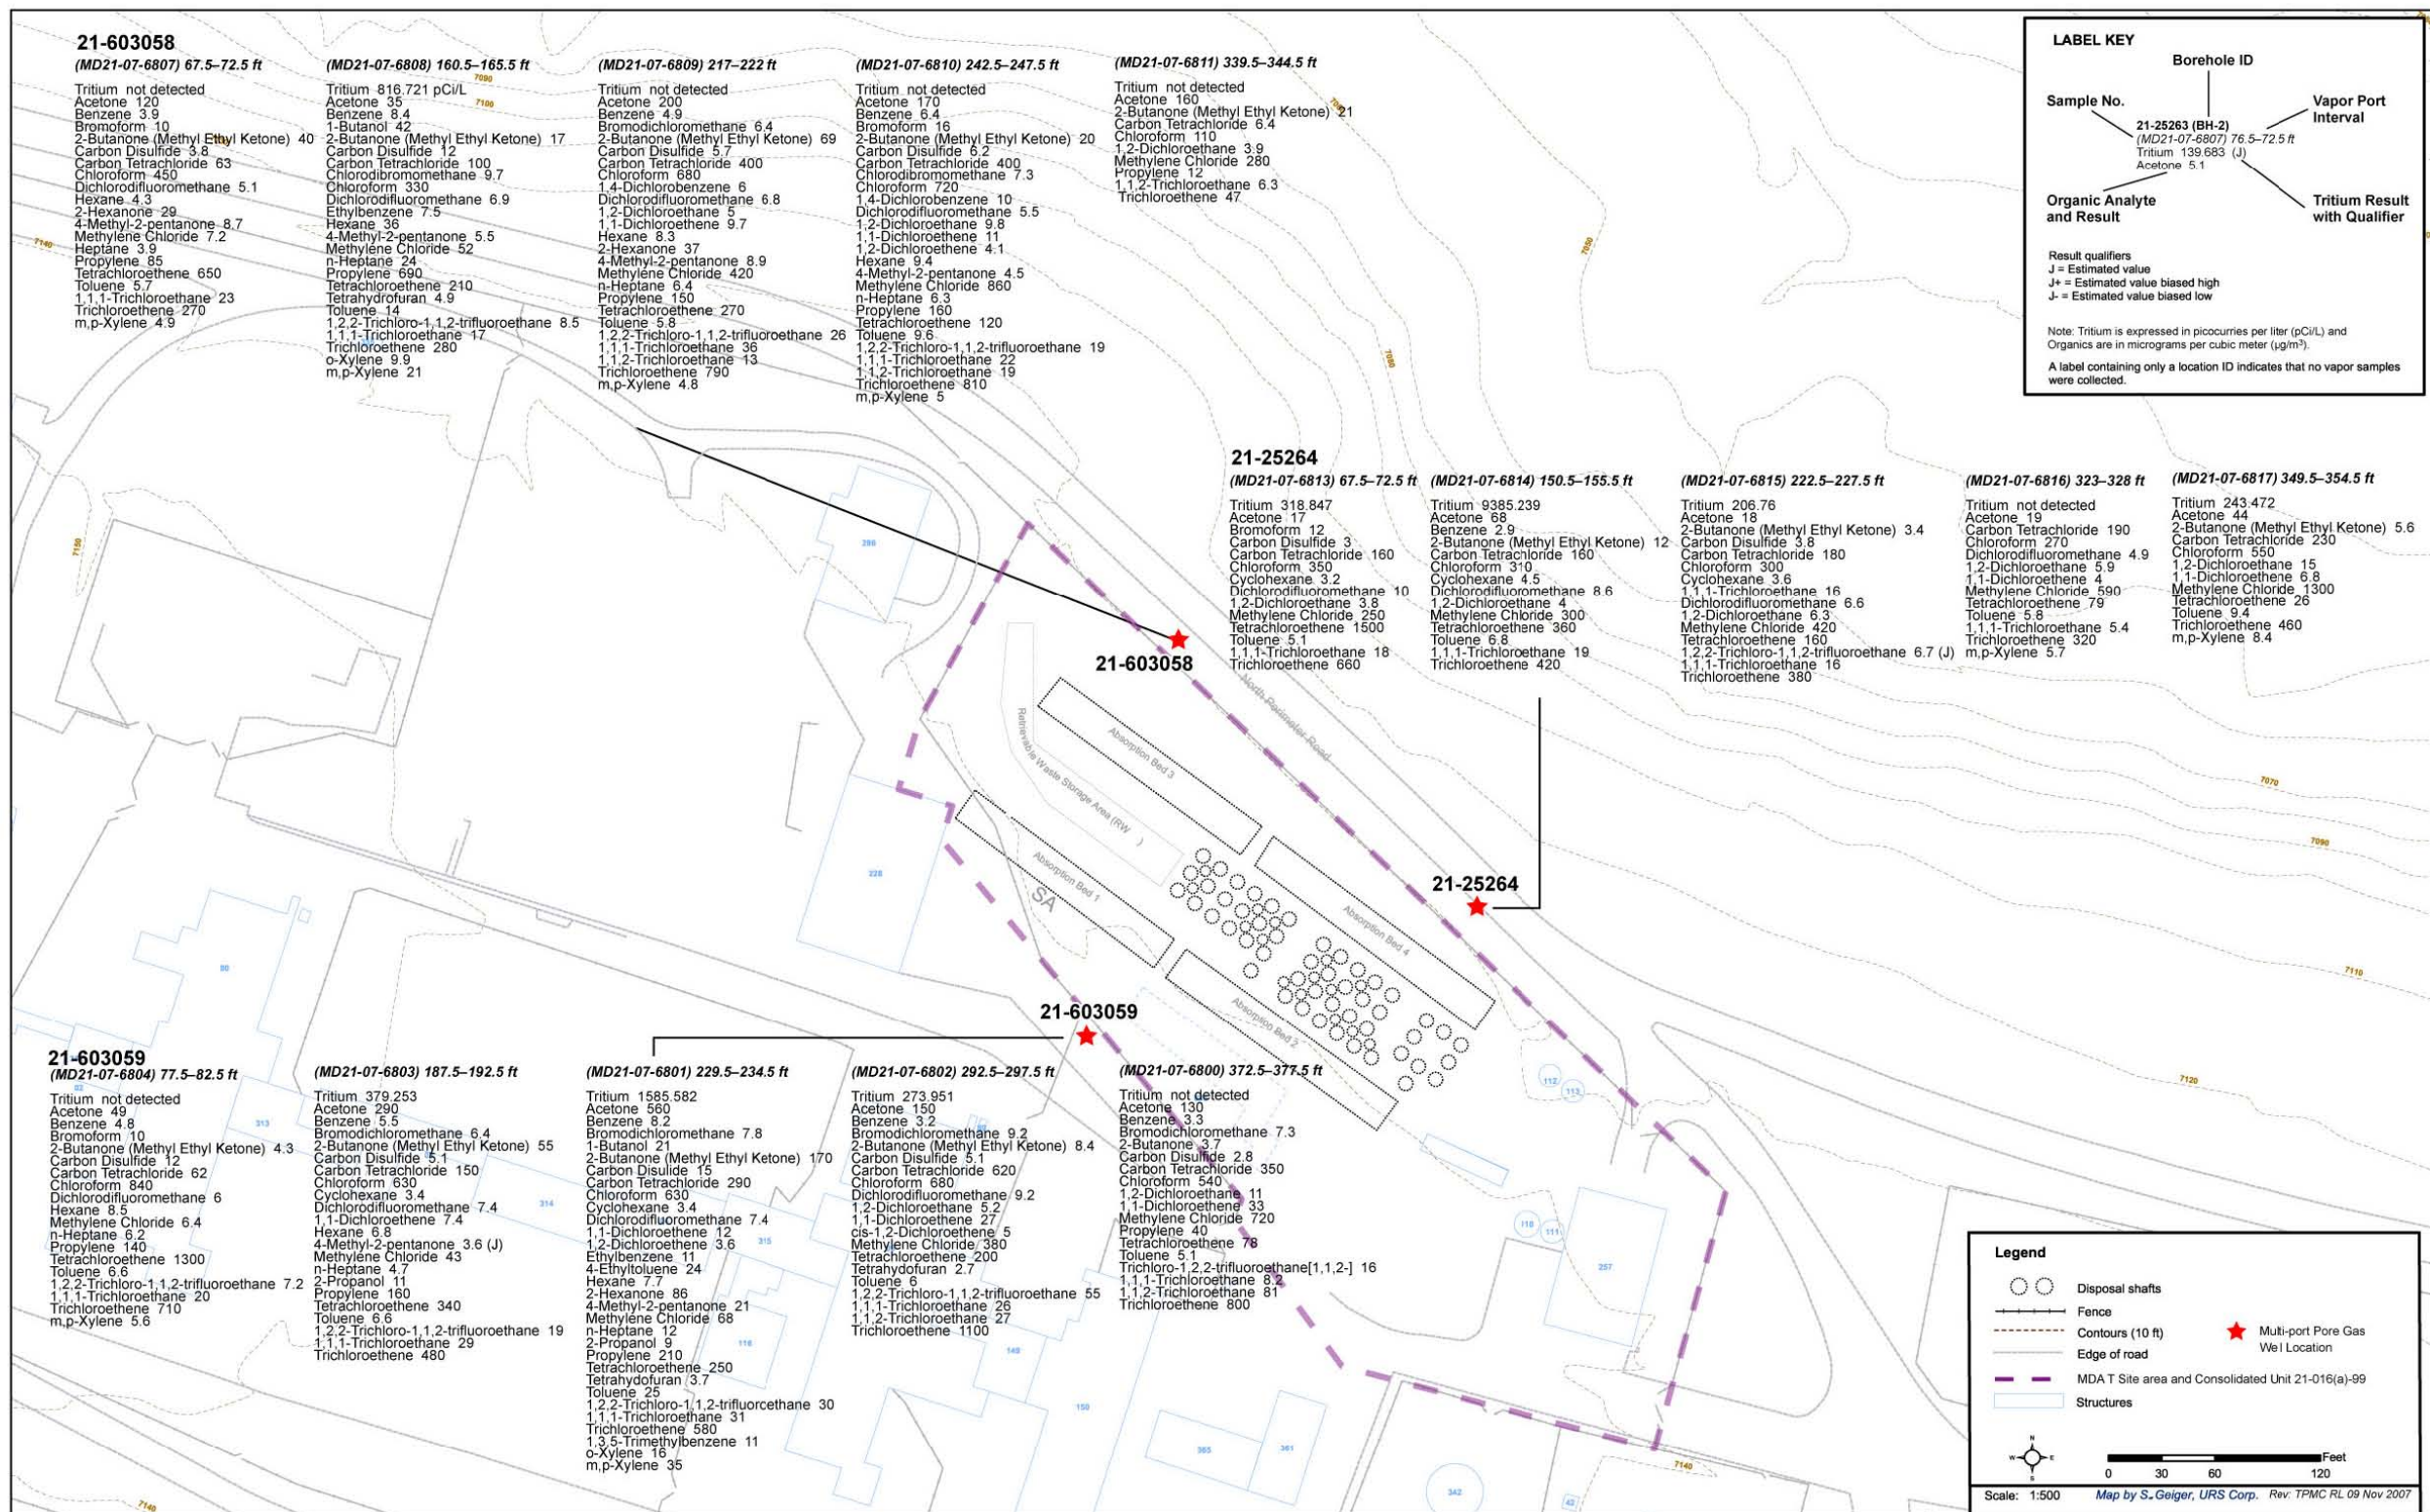 21-603058
(MD21-07-6807) 67.5–72.5 ft
Tritium not detected
Acetone 120
Benzene 3.9
Bromoform 10
2-Butanone (Methyl Ethyl Ketone) 40
Carbon Disulfide 3.8
Carbon Tetrachloride 63
Chloroform 450
Dichlorodifluoromethane 5.1
Hexane 4.3
2-Hexanone 29
4-Methyl-2-pentanone 8.7
Methylene Chloride 7.2
Heptane 3.9
Propylene 85
Tetrachloroethene 650
Toluene 5.7
1,1,1-Trichloroethane 23
Trichloroethene 270
m,p-Xylene 4.9
(MD21-07-6808) 160.5–165.5 ft
Tritium 816.721 pCi/L
Acetone 35
Benzene 8.4
1-Butanol 42
2-Butanone (Methyl Ethyl Ketone) 17
Carbon Disulfide 12
Carbon Tetrachloride 100
Chlorodibromomethane 9.7
Chloroform 330
Dichlorodifluoromethane 6.9
Ethylbenzene 7.5
Hexane 36
4-Methyl-2-pentanone 5.5
Methylene Chloride 52
n-Heptane 24
Propylene 690
Tetrachloroethene 210
Tetrahydrofuran 4.9
Toluene 14
1,2,2-Trichloro-1,1,2-trifluoroethane 8.5
1,1,1-Trichloroethane 17
Trichloroethene 280
o-Xylene 9.9
m,p-Xylene 21
(MD21-07-6809) 217–222 ft
Tritium not detected
Acetone 200
Benzene 4.9
Bromodichloromethane 6.4
2-Butanone (Methyl Ethyl Ketone) 69
Carbon Disulfide 5.7
Carbon Tetrachloride 400
Chloroform 680
1,4-Dichlorobenzene 6
Dichlorodifluoromethane 6.8
1,2-Dichloroethane 5
1,1-Dichloroethene 9.7
Hexane 8.3
2-Hexanone 37
4-Methyl-2-pentanone 8.9
Methylene Chloride 420
n-Heptane 6.4
Propylene 150
Tetrachloroethene 270
Toluene 5.8
1,2,2-Trichloro-1,1,2-trifluroethane 26
1,1,1-Trichloroethane 36
1,1,2-Trichloroethane 13
Trichloroethene 790
m,p-Xylene 4.8
(MD21-07-6810) 242.5–247.5 ft
Tritium not detected
Acetone 170
Benzene 6.4
Bromoform 16
2-Butanone (Methyl Ethyl Ketone) 20
Carbon Disulfide 6.2
Carbon Tetrachloride 400
Chlorodibromomethane 7.3
Chloroform 720
1,4-Dichlorobenzene 10
Dichlorodifluoromethane 5.5
1,2-Dichloroethane 9.8
1,1-Dichloroethene 11
1,2-Dichloroethene 4.1
Hexane 9.4
4-Methyl-2-pentanone 4.5
Methylene Chloride 860
n-Heptane 6.3
Propylene 160
Tetrachloroethene 120
Toluene 9.6
1,2,2-Trichloro-1,1,2-trifluoroethane 19
1,1,1-Trichloroethane 22
1,1,2-Trichloroethane 19
Trichloroethene 810
m,p-Xylene 5
(MD21-07-6811) 339.5–344.5 ft
Tritium not detected
Acetone 160
2-Butanone (Methyl Ethyl Ketone) 21
Carbon Tetrachloride 6.4
Chloroform 110
1,2-Dichloroethane 3.9
Methylene Chloride 280
Propylene 12
1,1,2-Trichloroethane 6.3
Trichloroethene 47
LABEL KEY
Borehole ID
Sample No.
Vapor Port
Interval
21-25263 (BH-2)
(MD21-07-6807) 76.5–72.5 ft
Tritium 139.683 (J)
Acetone 5.1
Organic Analyte
and Result
Tritium Result
with Qualifier
Result qualifiers
J = Estimated value
J+ = Estimated value biased high
J- = Estimated value biased low
Note: Tritium is expressed in picocurries per liter (pCi/L) and
Organics are in micrograms per cubic meter (µg/m³).
A label containing only a location ID indicates that no vapor samples
were collected.
21-25264
(MD21-07-6813) 67.5–72.5 ft
Tritium 318.847
Acetone 17
Bromoform 12
Carbon Disulfide 3
Carbon Tetrachloride 160
Chloroform 350
Cyclohexane 3.2
Dichlorodifluoromethane 10
1,2-Dichloroethane 3.8
Methylene Chloride 250
Tetrachloroethene 1500
Toluene 5.1
1,1,1-Trichloroethane 18
Trichloroethene 660
(MD21-07-6814) 150.5–155.5 ft
Tritium 9385.239
Acetone 68
Benzene 2.9
2-Butanone (Methyl Ethyl Ketone) 12
Carbon Tetrachloride 160
Chloroform 310
Cyclohexane 4.5
Dichlorodifluoromethane 8.6
1,2-Dichloroethane 4
Methylene Chloride 300
Tetrachloroethene 360
Toluene 6.8
1,1,1-Trichloroethane 19
Trichloroethene 420
(MD21-07-6815) 222.5–227.5 ft
Tritium 206.76
Acetone 18
2-Butanone (Methyl Ethyl Ketone) 3.4
Carbon Disulfide 3.8
Carbon Tetrachloride 180
Chloroform 300
Cyclohexane 3.6
1,1,1-Trichloroethane 16
Dichlorodifluoromethane 6.6
1,2-Dichloroethane 6.3
Methylene Chloride 420
Tetrachloroethene 160
1,2,2-Trichloro-1,1,2-trifluoroethane 6.7 (J)
1,1,1-Trichloroethane 16
Trichloroethene 380
(MD21-07-6816) 323–328 ft
Tritium not detected
Acetone 19
Carbon Tetrachloride 190
Chloroform 270
Dichlorodifluoromethane 4.9
1,2-Dichloroethane 5.9
1,1-Dichloroethene 4
Methylene Chloride 590
Tetrachloroethene 79
Toluene 5.8
1,1,1-Trichloroethane 5.4
Trichloroethene 320
m,p-Xylene 5.7
(MD21-07-6817) 349.5–354.5 ft
Tritium 243.472
Acetone 44
2-Butanone (Methyl Ethyl Ketone) 5.6
Carbon Tetrachloride 230
Chloroform 550
1,2-Dichloroethane 15
1,1-Dichloroethene 6.8
Methylene Chloride 1300
Tetrachloroethene 26
Toluene 9.4
Trichloroethene 460
m,p-Xylene 8.4
7090
7100
7140
7150
7050
7080
7070
7090
7110
7120
7140
7140
286
228
80
21-603058
North Perimeter Road
Absorption Bed 3
Retrievable Waste Storage Area (RW )
Absorption Bed 1
SA
Absorption Bed 4
Absorption Bed 2
21-25264
21-603059
112
113
110
111
257
313
314
315
116
148
150
365
361
342
43
21-603059
(MD21-07-6804) 77.5–82.5 ft
Tritium not detected
Acetone 49
Benzene 4.8
Bromoform 10
2-Butanone (Methyl Ethyl Ketone) 4.3
Carbon Disulfide 12
Carbon Tetrachloride 62
Chloroform 840
Dichlorodifluoromethane 6
Hexane 8.5
Methylene Chloride 6.4
n-Heptane 6.2
Propylene 140
Tetrachloroethene 1300
Toluene 6.6
1,2,2-Trichloro-1,1,2-trifluoroethane 7.2
1,1,1-Trichloroethane 20
Trichloroethene 710
m,p-Xylene 5.6
(MD21-07-6803) 187.5–192.5 ft
Tritium 379.253
Acetone 290
Benzene 5.5
Bromodichloromethane 6.4
2-Butanone (Methyl Ethyl Ketone) 55
Carbon Disulfide 5.1
Carbon Tetrachloride 150
Chloroform 630
Cyclohexane 3.4
Dichlorodifluoromethane 7.4
1,1-Dichloroethene 7.4
Hexane 6.8
4-Methyl-2-pentanone 3.6 (J)
Methylene Chloride 43
n-Heptane 4.7
2-Propanol 11
Propylene 160
Tetrachloroethene 340
Toluene 6.6
1,2,2-Trichloro-1,1,2-trifluoroethane 19
1,1,1-Trichloroethane 29
Trichloroethene 480
(MD21-07-6801) 229.5–234.5 ft
Tritium 1585.582
Acetone 560
Benzene 8.2
Bromodichloromethane 7.8
1-Butanol 21
2-Butanone (Methyl Ethyl Ketone) 170
Carbon Disulide 15
Carbon Tetrachloride 290
Chloroform 630
Cyclohexane 3.4
Dichlorodifluoromethane 7.4
1,1-Dichloroethene 12
1,2-Dichloroethene 3.6
Ethylbenzene 11
4-Ethyltoluene 24
Hexane 7.7
2-Hexanone 86
4-Methyl-2-pentanone 21
Methylene Chloride 68
n-Heptane 12
2-Propanol 9
Propylene 210
Tetrachloroethene 250
Tetrahydofuran 3.7
Toluene 25
1,2,2-Trichloro-1,1,2-trifluorcethane 30
1,1,1-Trichloroethane 31
Trichloroethene 580
1,3,5-Trimethylbenzene 11
o-Xylene 16
m,p-Xylene 35
(MD21-07-6802) 292.5–297.5 ft
Tritium 273.951
Acetone 150
Benzene 3.2
Bromodichloromethane 9.2
2-Butanone (Methyl Ethyl Ketone) 8.4
Carbon Disulfide 5.1
Carbon Tetrachloride 620
Chloroform 680
Dichlorodifluoromethane 9.2
1,2-Dichloroethane 5.2
1,1-Dichloroethene 27
cis-1,2-Dichloroethene 5
Methylene Chloride 380
Tetrachloroethene 200
Tetrahydofuran 2.7
Toluene 6
1,2,2-Trichloro-1,1,2-trifluoroethane 55
1,1,1-Trichloroethane 26
1,1,2-Trichloroethane 27
Trichloroethene 1100
(MD21-07-6800) 372.5–377.5 ft
Tritium not detected
Acetone 130
Benzene 3.3
Bromodichloromethane 7.3
2-Butanone 3.7
Carbon Disulfide 2.8
Carbon Tetrachloride 350
Chloroform 540
1,2-Dichloroethane 11
1,1-Dichloroethene 33
Methylene Chloride 720
Propylene 40
Tetrachloroethene 78
Toluene 5.1
Trichloro-1,2,2-trifluoroethane[1,1,2-] 16
1,1,1-Trichloroethane 8.2
1,1,2-Trichloroethane 81
Trichloroethene 800
Legend
Disposal shafts
Fence
Contours (10 ft)
Edge of road
MDA T Site area and Consolidated Unit 21-016(a)-99
Structures
Multi-port Pore Gas
Well Location
N
W E
S
Feet
0 30 60 120
Scale: 1:500
Map by S. Geiger, URS Corp.
Rev: TPMC RL 09 Nov 2007